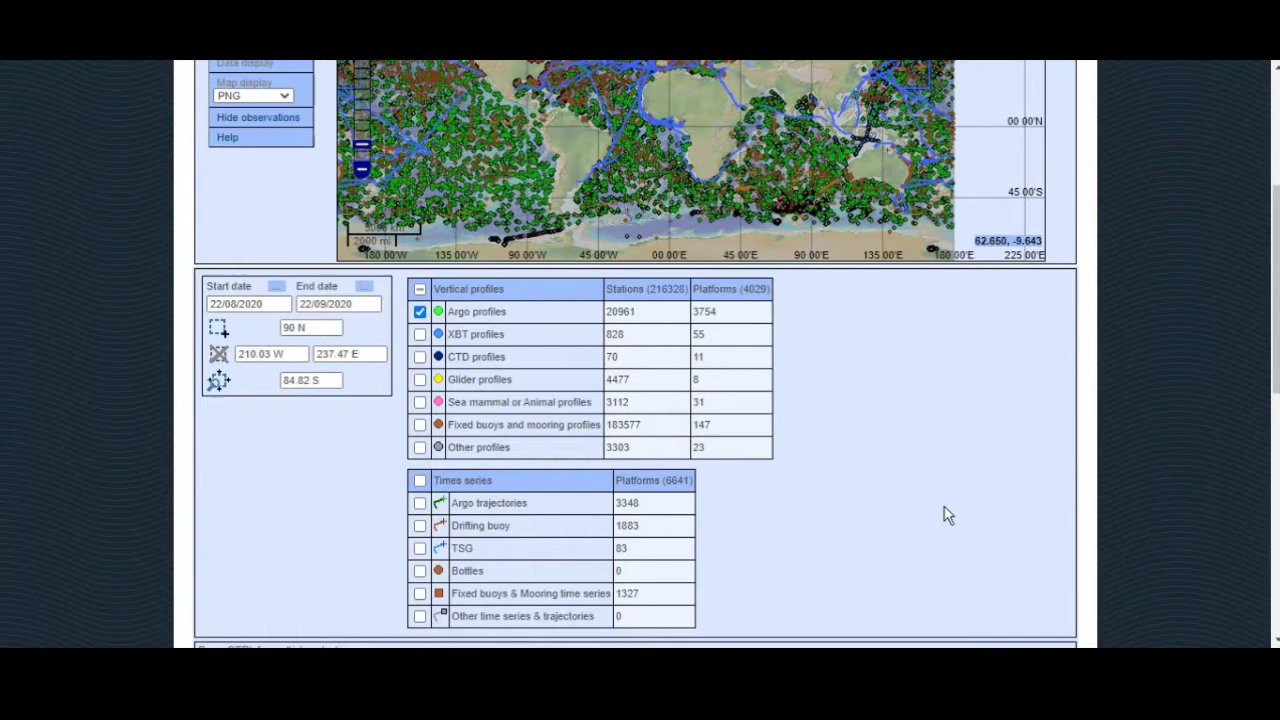 Data display
Map display
PNG
Hide observations
Help
00 00'N
45 00'S
2000 mi
62.650, -9.643
180 00'W 135 00'W 90 00'W 45 00'W 00 00'E 45 00'E 90 00'E 135 00'E 180 00'E 225 00'E
Start date ... End date ...
22/08/2020 22/09/2020
90 N
210.03 W 237.47 E
84.82 S
Vertical profiles Stations (216328) Platforms (4029)
Argo profiles 20961 3754
XBT profiles 828 55
CTD profiles 70 11
Glider profiles 4477 8
Sea mammal or Animal profiles 3112 31
Fixed buoys and mooring profiles 183577 147
Other profiles 3303 23
Times series Platforms (6641)
Argo trajectories 3348
Drifting buoy 1883
TSG 83
Bottles 0
Fixed buoys & Mooring time series 1327
Other time series & trajectories 0